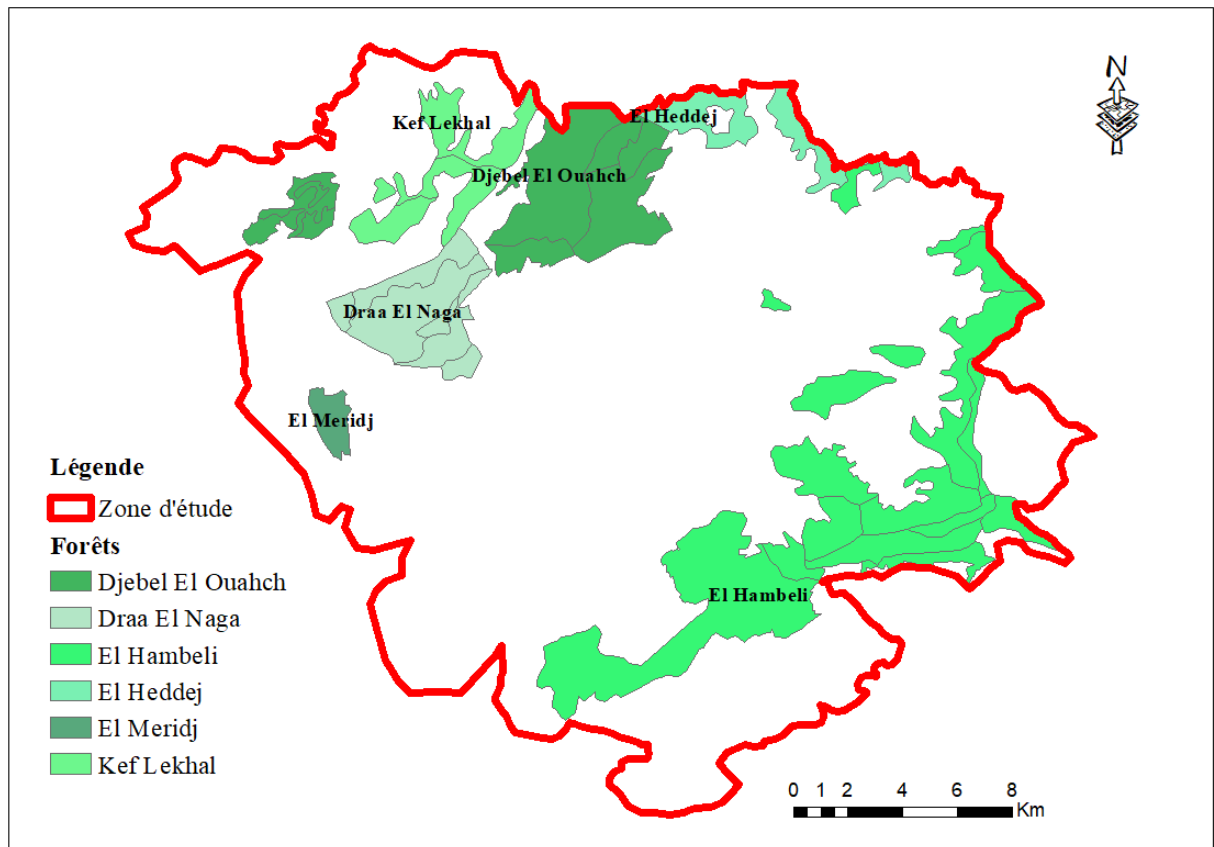 N
Kef Lekhal
El Heddej
Djebel El Ouahch
Draa El Naga
El Meridj
El Hambeli
Légende
Zone d'étude
Forêts
Djebel El Ouahch
Draa El Naga
El Hambeli
El Heddej
El Meridj
Kef Lekhal
0 1 2 4 6 8
Km